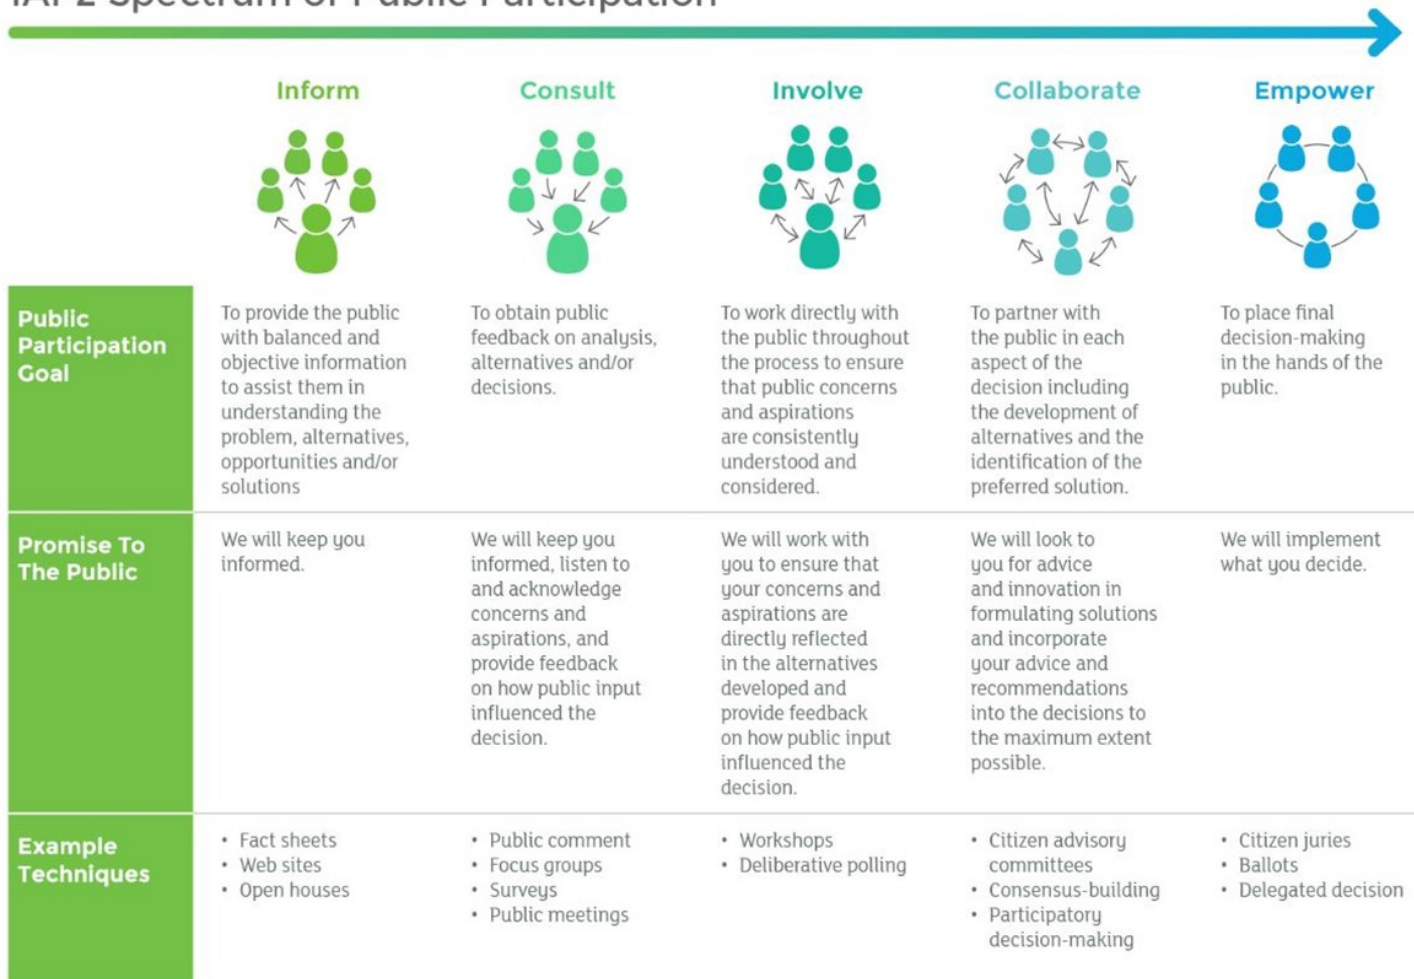 IAP2 Spectrum of Public Participation
Inform
Consult
Involve
Collaborate
Empower
Public
Participation
Goal
To provide the public
with balanced and
objective information
to assist them in
understanding the
problem, alternatives,
opportunities and/or
solutions
To obtain public
feedback on analysis,
alternatives and/or
decisions.
To work directly with
the public throughout
the process to ensure
that public concerns
and aspirations
are consistently
understood and
considered.
To partner with
the public in each
aspect of the
decision including
the development of
alternatives and the
identification of the
preferred solution.
To place final
decision-making
in the hands of the
public.
Promise To
The Public
We will keep you
informed.
We will keep you
informed, listen to
and acknowledge
concerns and
aspirations, and
provide feedback
on how public input
influenced the
decision.
We will work with
you to ensure that
your concerns and
aspirations are
directly reflected
in the alternatives
developed and
provide feedback
on how public input
influenced the
decision.
We will look to
you for advice
and innovation in
formulating solutions
and incorporate
your advice and
recommendations
into the decisions to
the maximum extent
possible.
We will implement
what you decide.
Example
Techniques
• Fact sheets
• Web sites
• Open houses
• Public comment
• Focus groups
• Surveys
• Public meetings
• Workshops
• Deliberative polling
• Citizen advisory
committees
• Consensus-building
• Participatory
decision-making
• Citizen juries
• Ballots
• Delegated decision